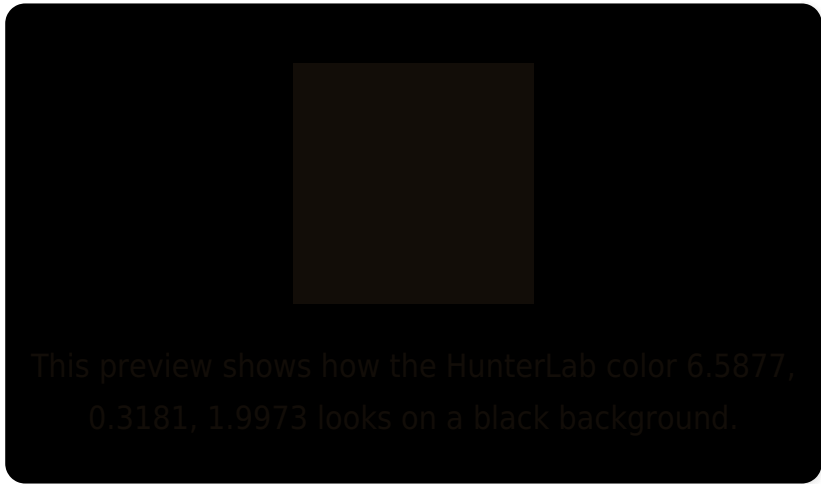 This preview shows how the HunterLab color 6.5877,
0.3181, 1.9973 looks on a black background.